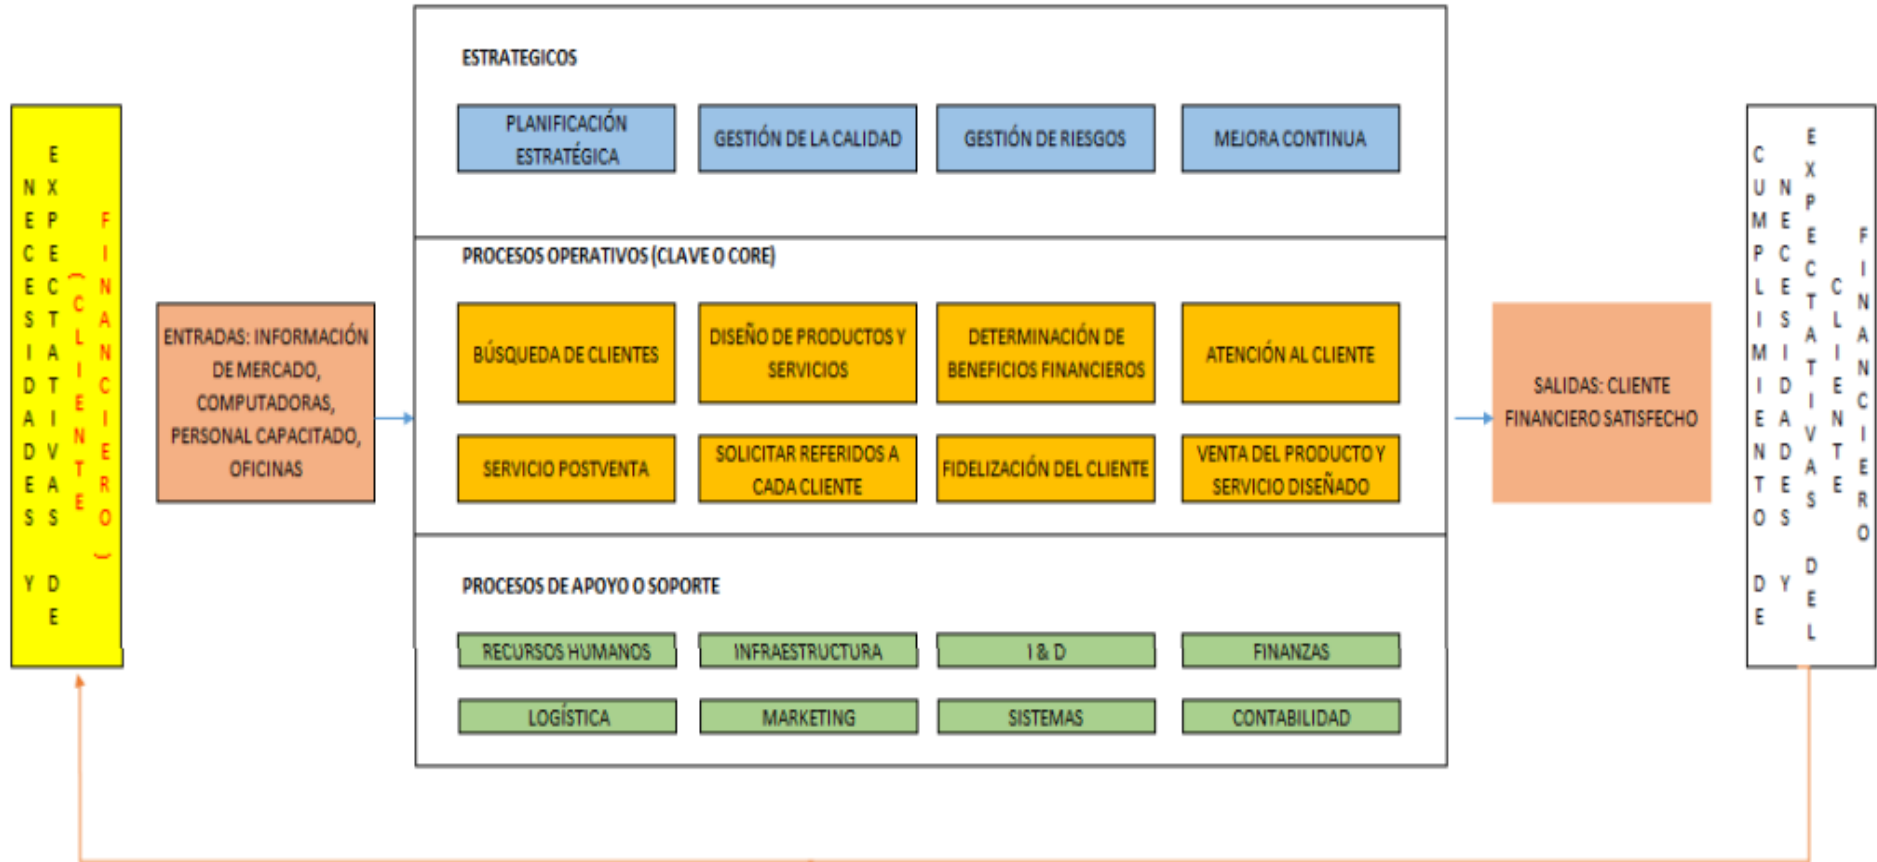 ESTRATEGICOS
PLANIFICACIÓN
ESTRATÉGICA
GESTIÓN DE LA CALIDAD
GESTIÓN DE RIESGOS
MEJORA CONTINUA
NECESIDADES Y
EXPECTATIVAS DE
(CLIENTE
FINANCIERO)
ENTRADAS: INFORMACIÓN
DE MERCADO,
COMPUTADORAS,
PERSONAL CAPACITADO,
OFICINAS
PROCESOS OPERATIVOS (CLAVE O CORE)
BÚSQUEDA DE CLIENTES
DISEÑO DE PRODUCTOS Y
SERVICIOS
DETERMINACIÓN DE
BENEFICIOS FINANCIEROS
ATENCIÓN AL CLIENTE
SERVICIO POSTVENTA
SOLICITAR REFERIDOS A
CADA CLIENTE
FIDELIZACIÓN DEL CLIENTE
VENTA DEL PRODUCTO Y
SERVICIO DISEÑADO
PROCESOS DE APOYO O SOPORTE
RECURSOS HUMANOS
INFRAESTRUCTURA
I & D
FINANZAS
LOGÍSTICA
MARKETING
SISTEMAS
CONTABILIDAD
SALIDAS: CLIENTE
FINANCIERO SATISFECHO
CUMPLIMIENTO DE
NECESIDADES Y
EXPECTATIVAS DEL
CLIENTE
FINANCIERO